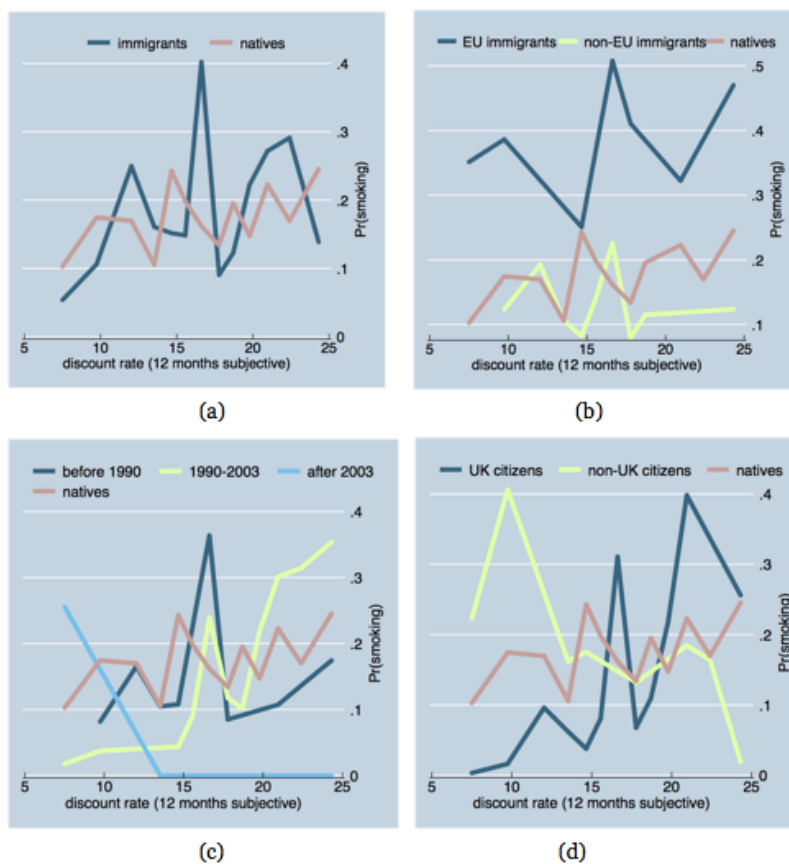 immigrants natives
.4
.3
.2
.1
0
Pr(smoking)
5 10 15 20 25
discount rate (12 months subjective)
(a)
EU immigrants non-EU immigrants natives
.5
.4
.3
.2
.1
Pr(smoking)
5 10 15 20 25
discount rate (12 months subjective)
(b)
before 1990 1990-2003 after 2003
natives
.4
.3
.2
.1
0
Pr(smoking)
5 10 15 20 25
discount rate (12 months subjective)
(c)
UK citizens non-UK citizens natives
.4
.3
.2
.1
0
Pr(smoking)
5 10 15 20 25
discount rate (12 months subjective)
(d)